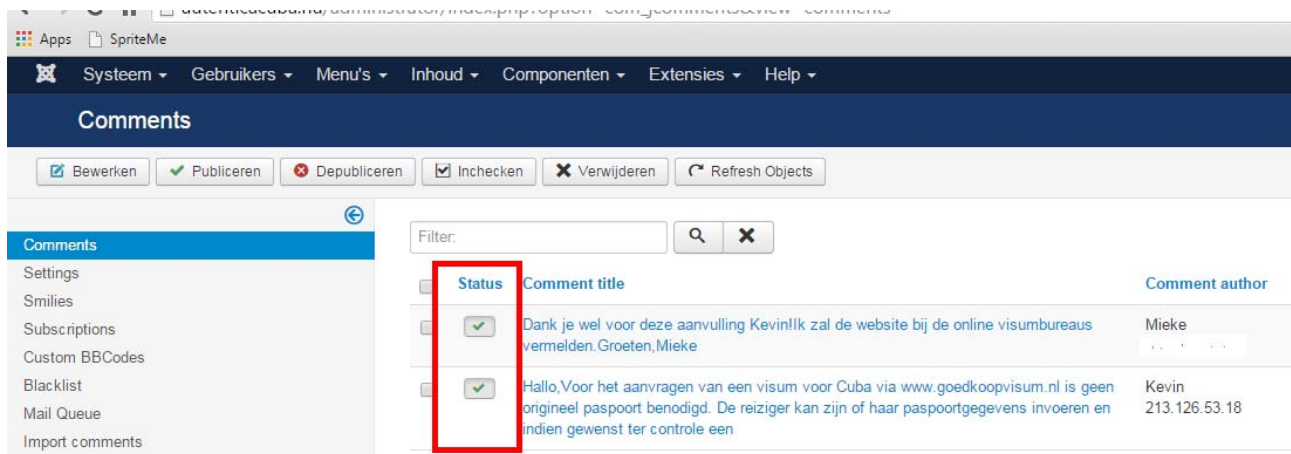 Apps SpriteMe
Systeem Gebruikers Menu's Inhoud Componenten Extensies Help
Comments
Bewerken Publiceren Depubliceren Inchecken Verwijderen Refresh Objects
Comments
Settings
Smilies
Subscriptions
Custom BBCodes
Blacklist
Mail Queue
Import comments
Filter:
Status Comment title Comment author
Dank je wel voor deze aanvulling Kevin!Ik zal de website bij de online visumbureaus Mieke
vermelden.Groeten,Mieke
Hallo,Voor het aanvragen van een visum voor Cuba via www.goedkoopvisum.nl is geen Kevin
origineel paspoort benodigd. De reiziger kan zijn of haar paspoortgegevens invoeren en 213.126.53.18
indien gewenst ter controle een